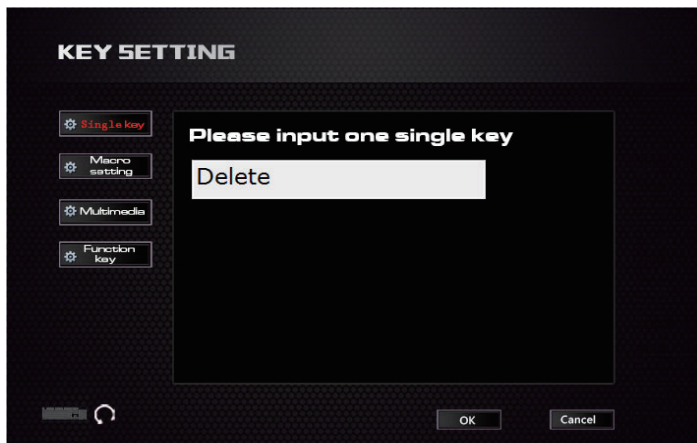 KEY SETTING
Single key
Macro
setting
Multimedia
Function
key
Please input one single key
Delete
OK
Cancel